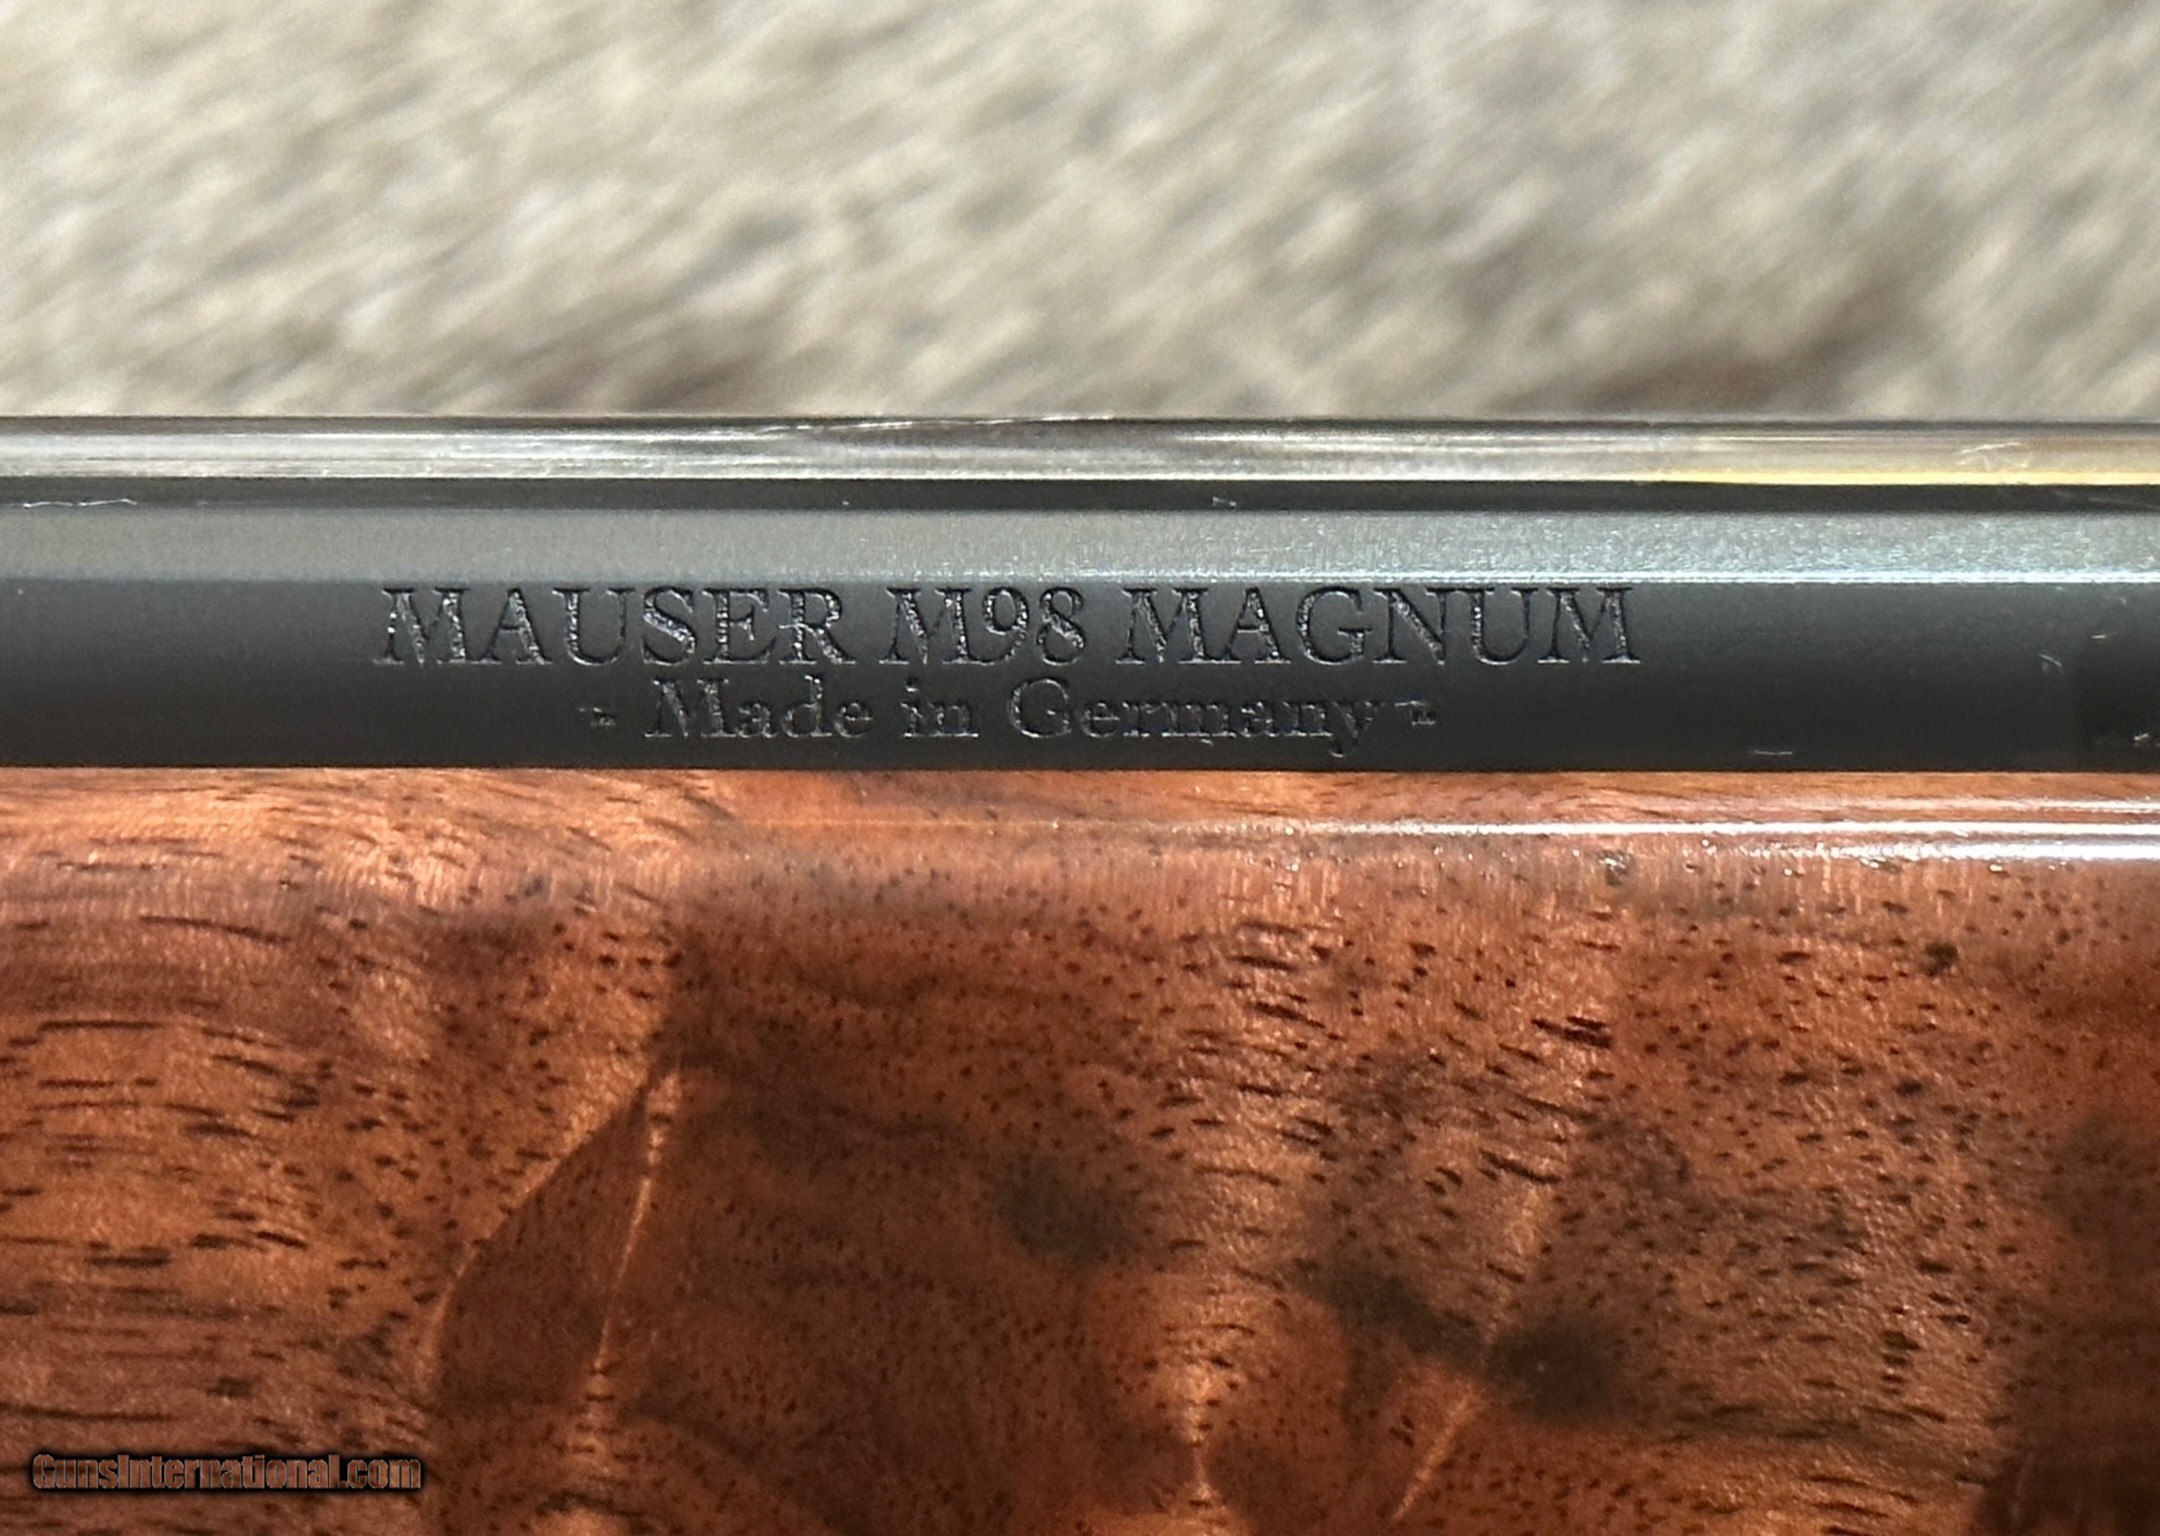 MAUSER M98 MAGNUM
- Made in Germany -
GunsInternational.com